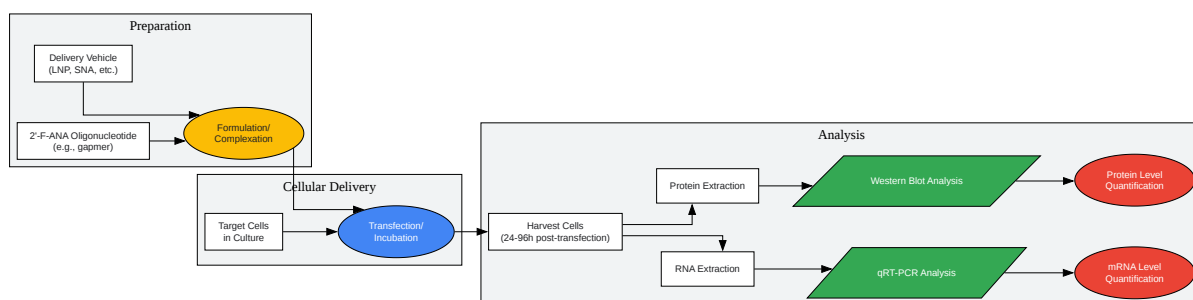 Preparation
Delivery Vehicle
(LNP, SNA, etc.)
2'-F-ANA Oligonucleotide
(e.g., gapmer)
Formulation/
Complexation
Cellular Delivery
Target Cells
in Culture
Transfection/
Incubation
Analysis
Harvest Cells
(24-96h post-transfection)
Protein Extraction
Western Blot Analysis
Protein Level
Quantification
RNA Extraction
qRT-PCR Analysis
mRNA Level
Quantification